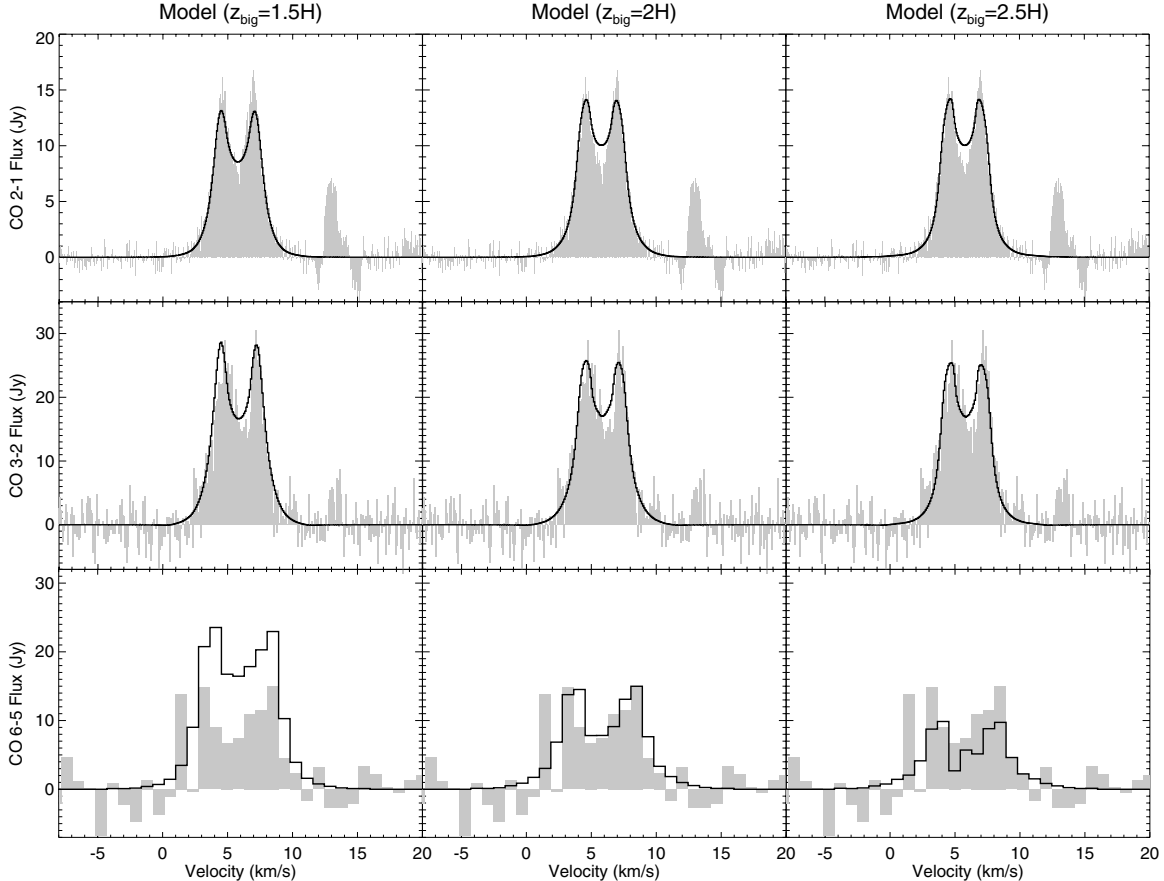 Model (z_big=1.5H) Model (z_big=2H) Model (z_big=2.5H)
CO 2-1 Flux (Jy)
20
15
10
5
0
CO 3-2 Flux (Jy)
30
20
10
0
CO 6-5 Flux (Jy)
30
20
10
0
-5 0 5 10 15 20 -5 0 5 10 15 20 -5 0 5 10 15 20
Velocity (km/s) Velocity (km/s) Velocity (km/s)